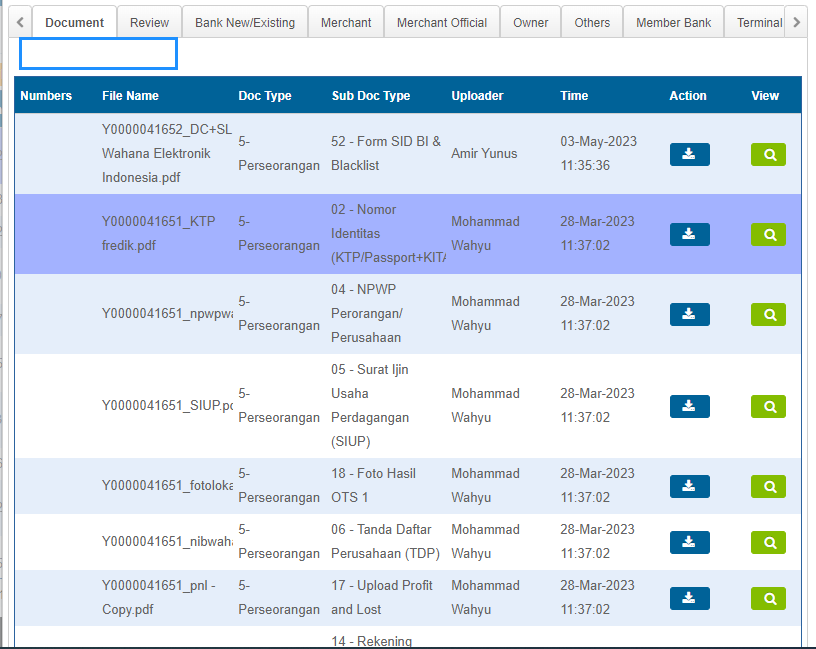 Document Review Bank New/Existing Merchant Merchant Official Owner Others Member Bank Terminal
Numbers File Name Doc Type Sub Doc Type Uploader Time Action View
Y0000041652_DC+SL
Wahana Elektronik
Indonesia.pdf
5-
Perseorangan
52 - Form SID BI &
Blacklist
Amir Yunus
03-May-2023
11:35:36
Y0000041651_KTP
fredik.pdf
5-
Perseorangan
02 - Nomor
Identitas
(KTP/Passport+KITA
Mohammad
Wahyu
28-Mar-2023
11:37:02
Y0000041651_npwpwa
5-
Perseorangan
04 - NPWP
Perorangan/
Perusahaan
Mohammad
Wahyu
28-Mar-2023
11:37:02
Y0000041651_SIUP.pd
5-
Perseorangan
05 - Surat Ijin
Usaha
Perdagangan
(SIUP)
Mohammad
Wahyu
28-Mar-2023
11:37:02
Y0000041651_fotoloka
5-
Perseorangan
18 - Foto Hasil
OTS 1
Mohammad
Wahyu
28-Mar-2023
11:37:02
Y0000041651_nibwaha
5-
Perseorangan
06 - Tanda Daftar
Perusahaan (TDP)
Mohammad
Wahyu
28-Mar-2023
11:37:02
Y0000041651_pnl -
Copy.pdf
5-
Perseorangan
17 - Upload Profit
and Lost
Mohammad
Wahyu
28-Mar-2023
11:37:02
14 - Rekening